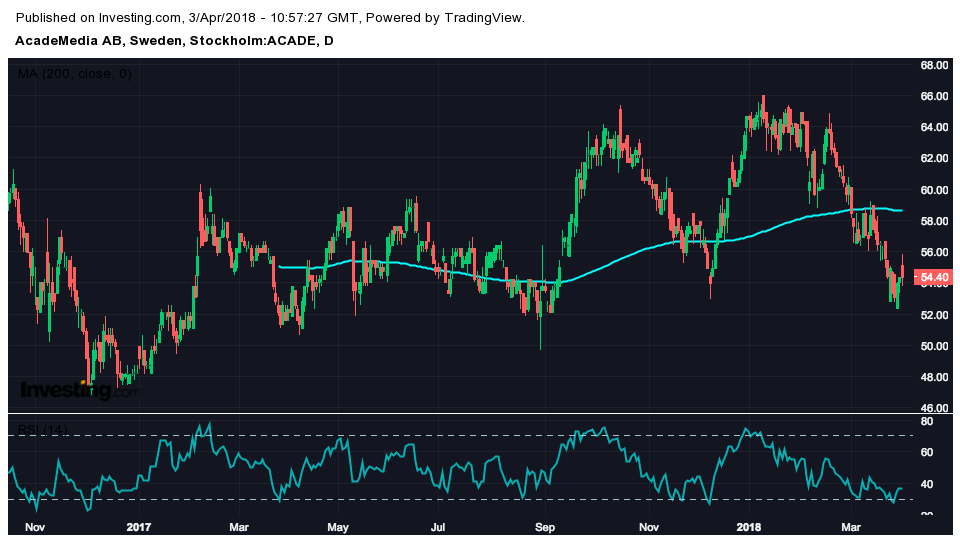 Published on Investing.com, 3/Apr/2018 - 10:57:27 GMT, Powered by TradingView.
AcadeMedia AB, Sweden, Stockholm:ACADE, D
MA (200, close, 0)
68.00
66.00
64.00
62.00
60.00
58.00
56.00
54.40
54.00
52.00
50.00
48.00
46.00
Investing.com
RSI (14)
80
60
40
20
Nov 2017 Mar May Jul Sep Nov 2018 Mar